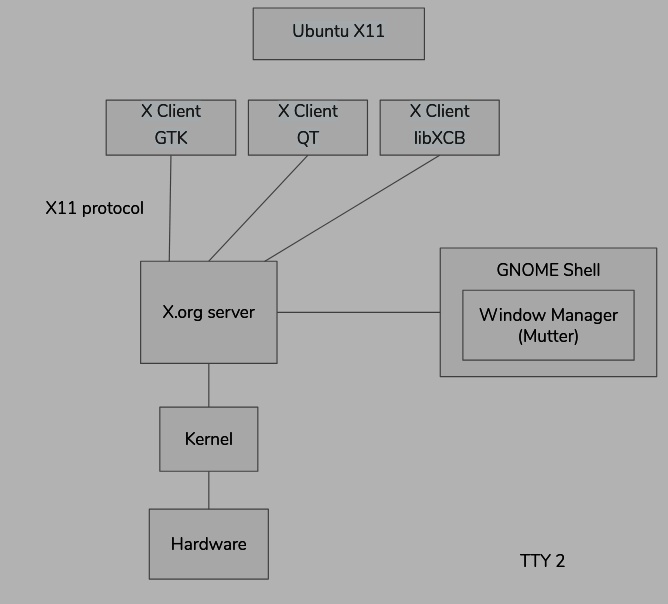 Ubuntu X11
X Client
GTK
X Client
QT
X Client
libXCB
X11 protocol
X.org server
GNOME Shell
Window Manager
(Mutter)
Kernel
Hardware
TTY 2